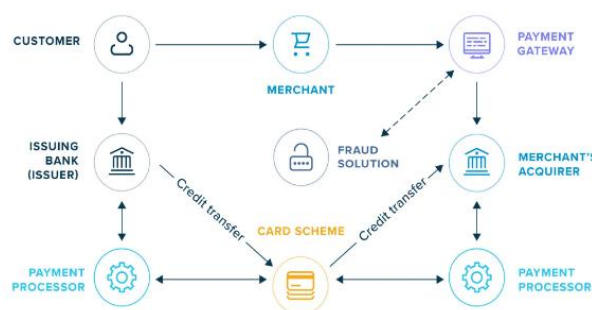 CUSTOMER
MERCHANT
PAYMENT
GATEWAY
ISSUING
BANK
(ISSUER)
FRAUD
SOLUTION
MERCHANT'S
ACQUIRER
Credit transfer
Credit transfer
CARD SCHEME
PAYMENT
PROCESSOR
PAYMENT
PROCESSOR